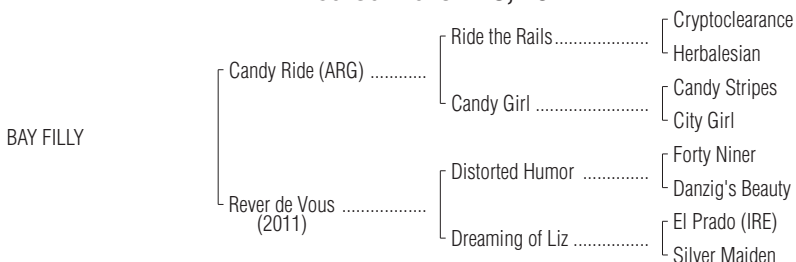 Cryptoclearance
Ride the Rails....................
Herbalesian
Candy Ride (ARG) ............
Candy Stripes
Candy Girl ........................
City Girl
BAY FILLY
Forty Niner
Distorted Humor ..............
Danzig's Beauty
Rever de Vous ..................
(2011)
El Prado (IRE)
Dreaming of Liz ................
Silver Maiden